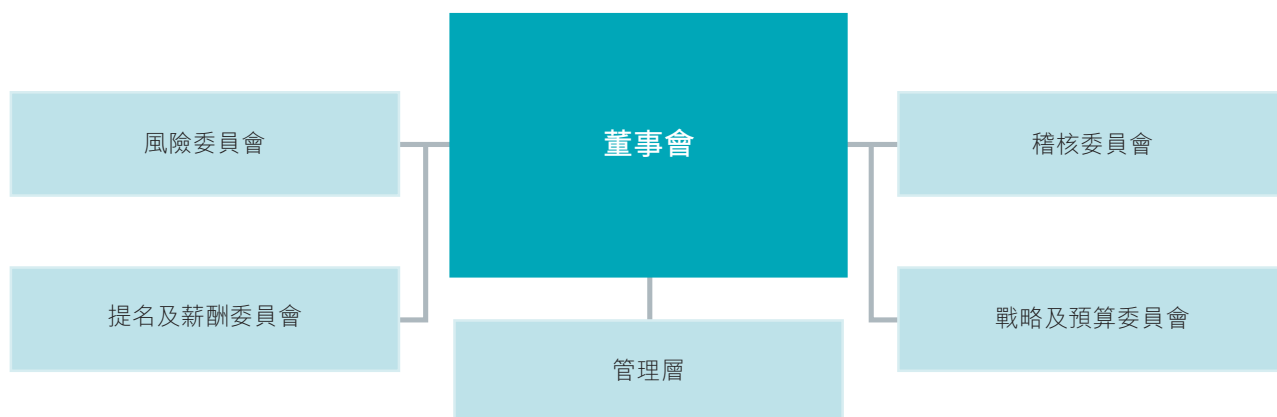 董事會
風險委員會
稽核委員會
提名及薪酬委員會
戰略及預算委員會
管理層